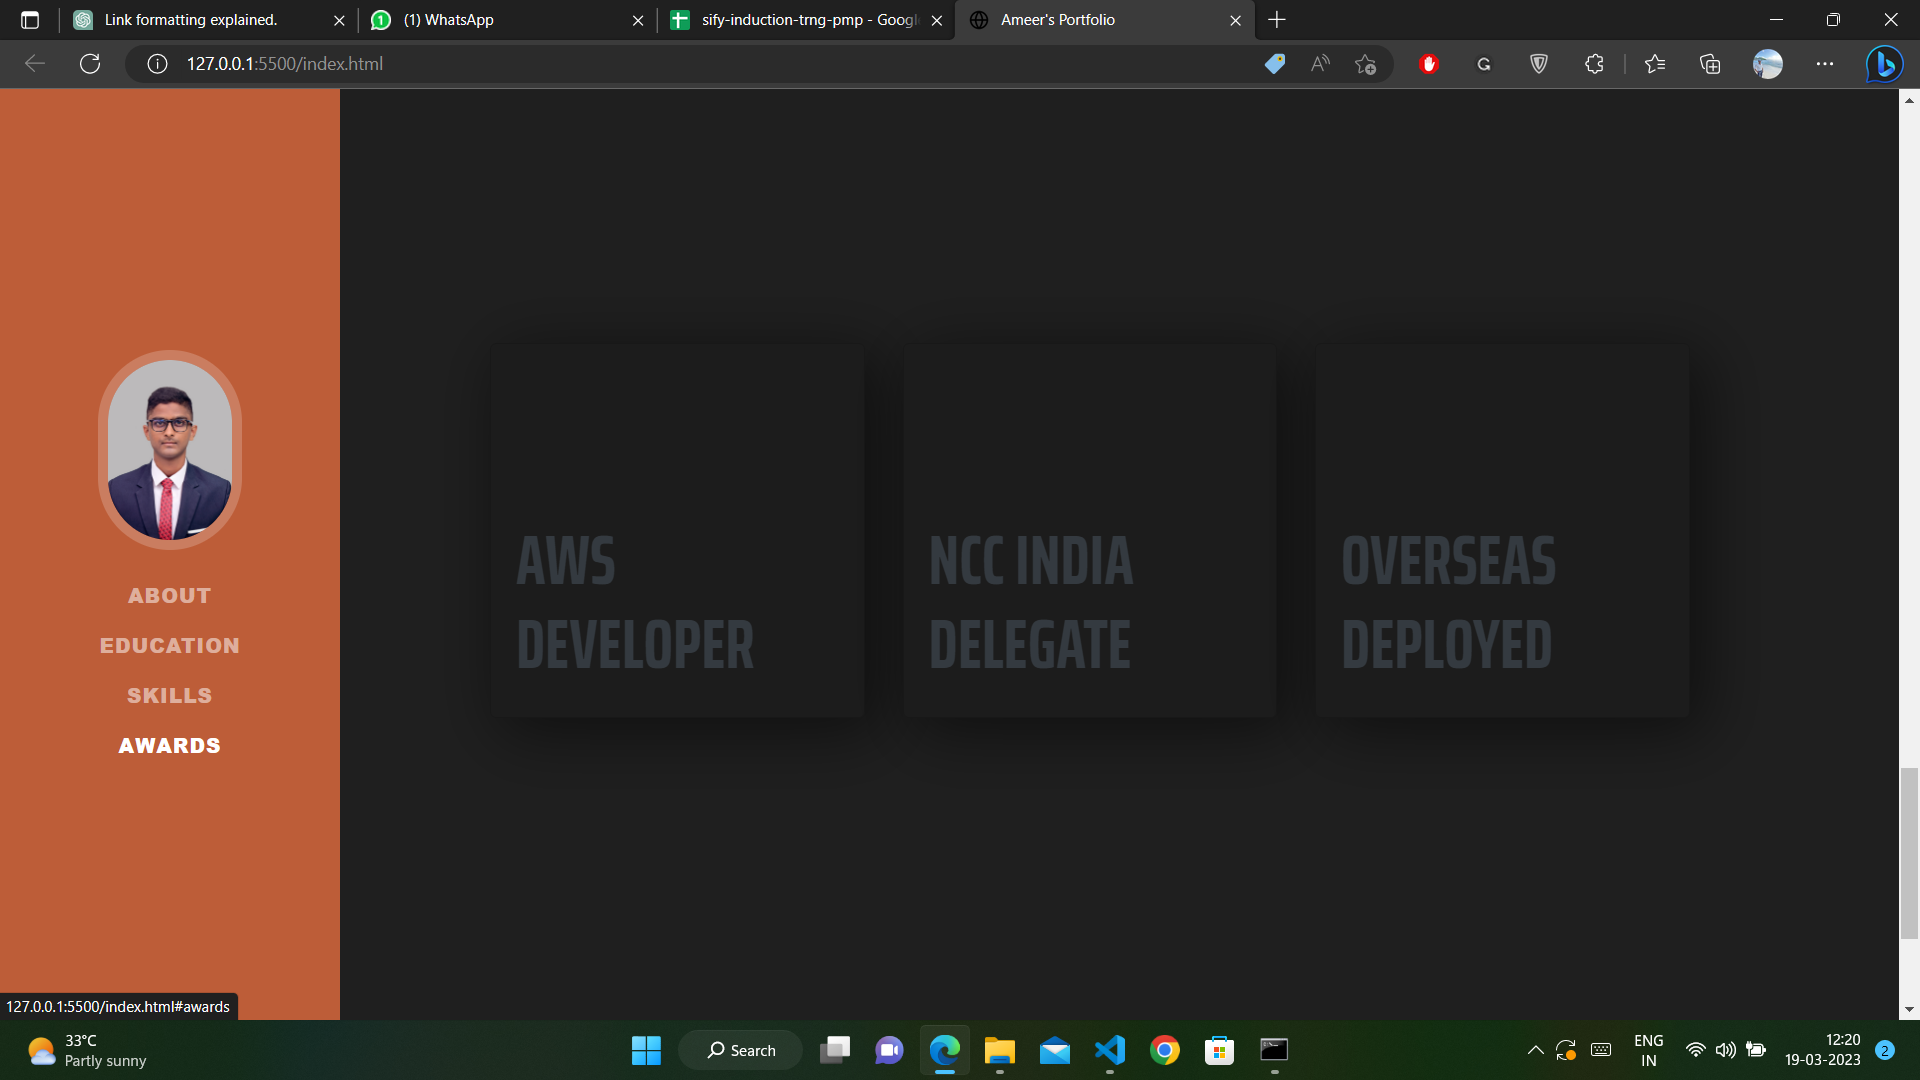 Link formatting explained.
(1) WhatsApp
sify-induction-trng-pmp - Googl
Ameer's Portfolio
127.0.0.1:5500/index.html
ABOUT
EDUCATION
SKILLS
AWARDS
AWS
DEVELOPER
NCC INDIA
DELEGATE
OVERSEAS
DEPLOYED
127.0.0.1:5500/index.html#awards
33°C
Partly sunny
Search
ENG
IN
12:20
19-03-2023
2